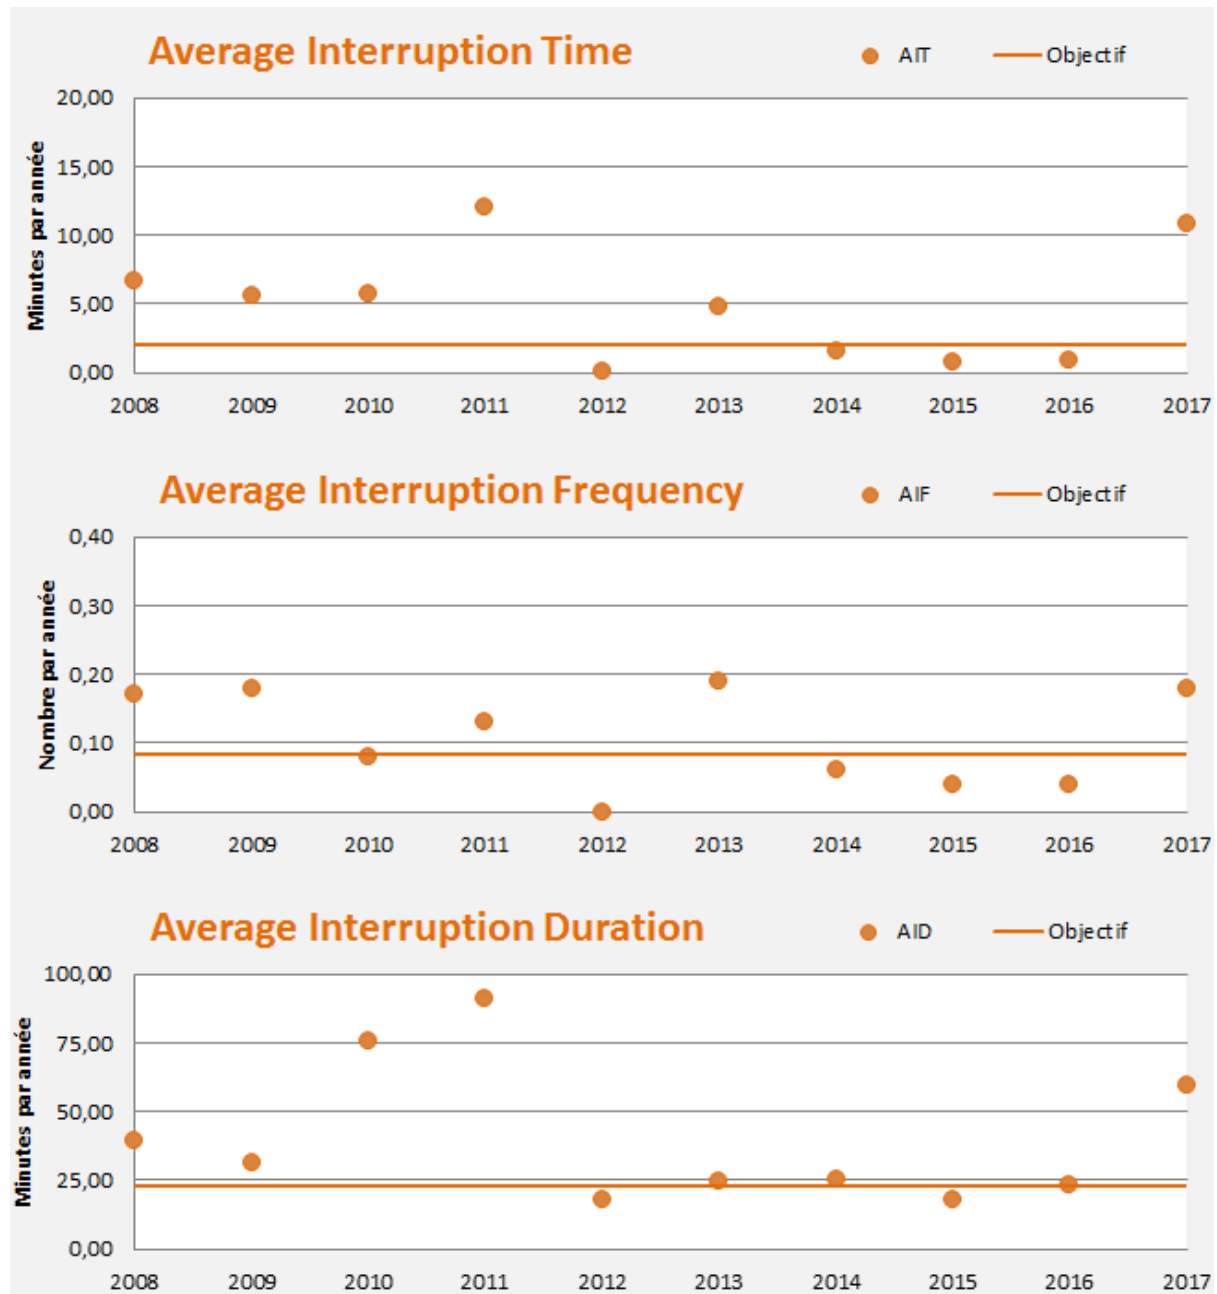 Average Interruption Time
AIT
Objectif
Minutes par année
20,00
15,00
10,00
5,00
0,00
2008 2009 2010 2011 2012 2013 2014 2015 2016 2017
Average Interruption Frequency
AIF
Objectif
Nombre par année
0,40
0,30
0,20
0,10
0,00
2008 2009 2010 2011 2012 2013 2014 2015 2016 2017
Average Interruption Duration
AID
Objectif
Minutes par année
100,00
75,00
50,00
25,00
0,00
2008 2009 2010 2011 2012 2013 2014 2015 2016 2017